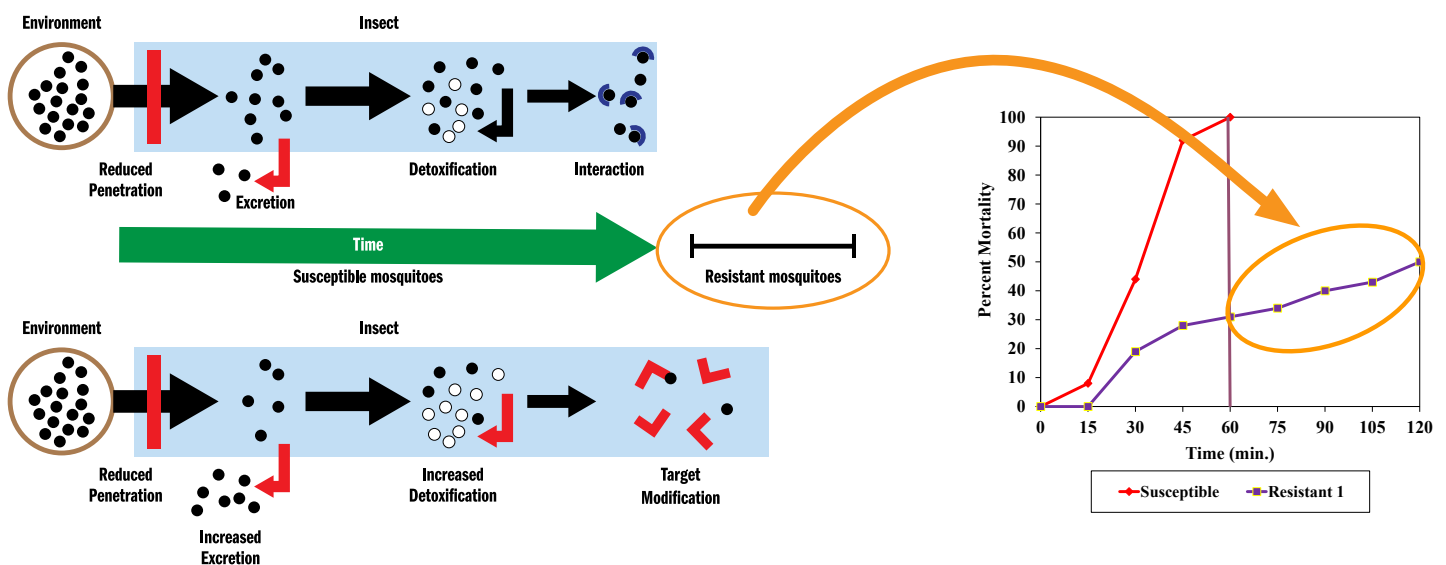 Environment
Insect
Reduced
Penetration
Excretion
Detoxification
Interaction
Time
Susceptible mosquitoes
Resistant mosquitoes
Environment
Insect
Reduced
Penetration
Increased
Excretion
Increased
Detoxification
Target
Modification
Percent Mortality
100
90
80
70
60
50
40
30
20
10
0
0 15 30 45 60 75 90 105 120
Time (min.)
Susceptible Resistant 1